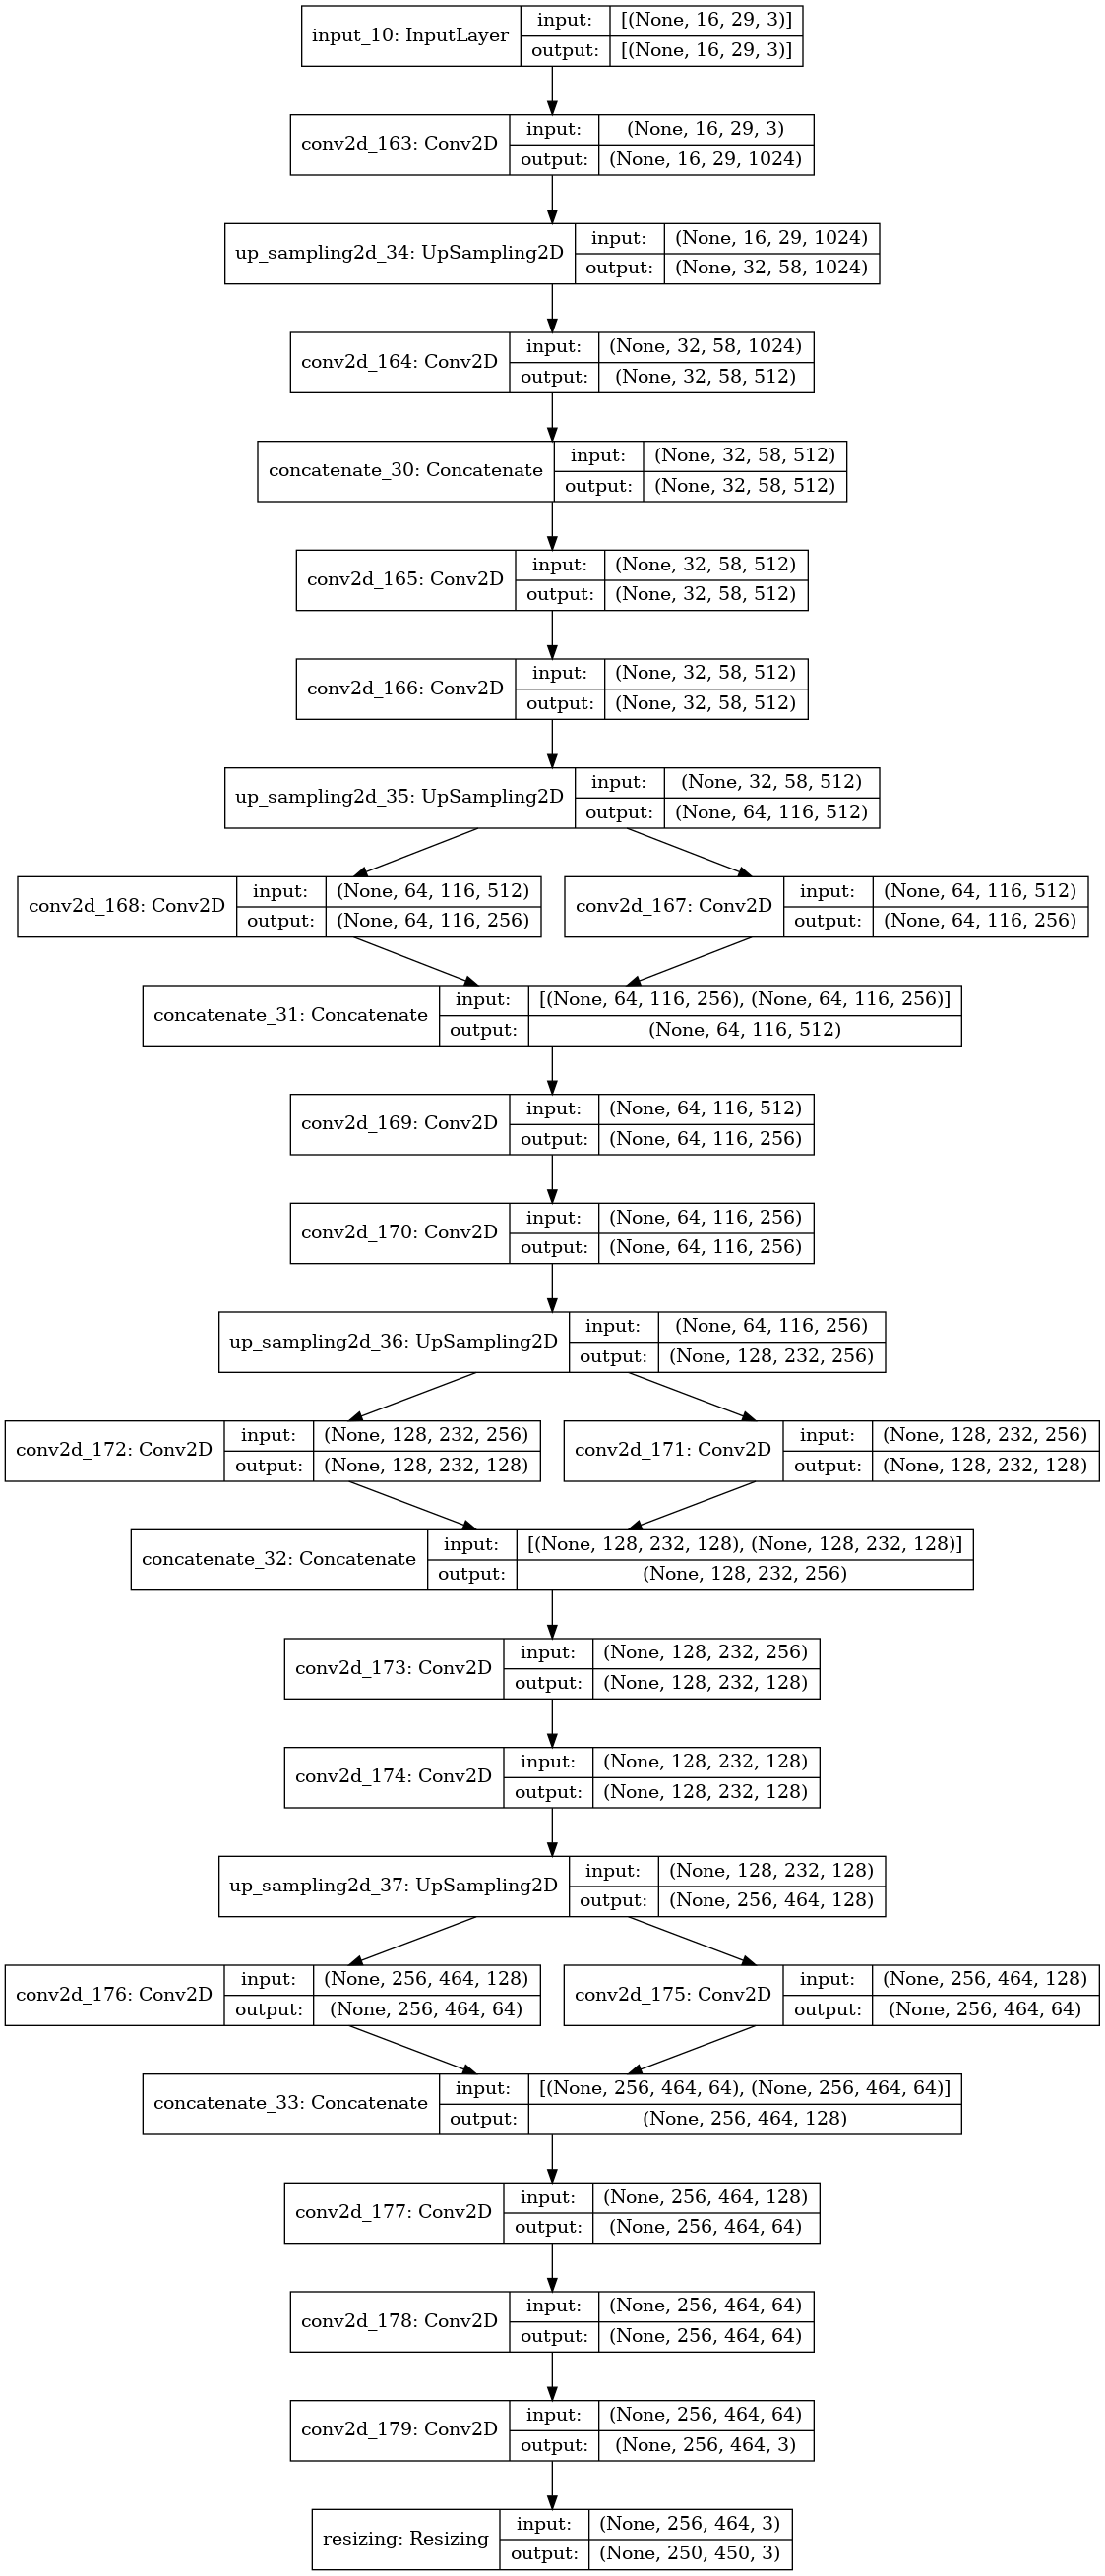 input_10: InputLayer input: [(None, 16, 29, 3)]
output: [(None, 16, 29, 3)]
conv2d_163: Conv2D input: (None, 16, 29, 3)
output: (None, 16, 29, 1024)
up_sampling2d_34: UpSampling2D input: (None, 16, 29, 1024)
output: (None, 32, 58, 1024)
conv2d_164: Conv2D input: (None, 32, 58, 1024)
output: (None, 32, 58, 512)
concatenate_30: Concatenate input: (None, 32, 58, 512)
output: (None, 32, 58, 512)
conv2d_165: Conv2D input: (None, 32, 58, 512)
output: (None, 32, 58, 512)
conv2d_166: Conv2D input: (None, 32, 58, 512)
output: (None, 32, 58, 512)
up_sampling2d_35: UpSampling2D input: (None, 32, 58, 512)
output: (None, 64, 116, 512)
conv2d_168: Conv2D input: (None, 64, 116, 512)
output: (None, 64, 116, 256)
conv2d_167: Conv2D input: (None, 64, 116, 512)
output: (None, 64, 116, 256)
concatenate_31: Concatenate input: [(None, 64, 116, 256), (None, 64, 116, 256)]
output: (None, 64, 116, 512)
conv2d_169: Conv2D input: (None, 64, 116, 512)
output: (None, 64, 116, 256)
conv2d_170: Conv2D input: (None, 64, 116, 256)
output: (None, 64, 116, 256)
up_sampling2d_36: UpSampling2D input: (None, 64, 116, 256)
output: (None, 128, 232, 256)
conv2d_172: Conv2D input: (None, 128, 232, 256)
output: (None, 128, 232, 128)
conv2d_171: Conv2D input: (None, 128, 232, 256)
output: (None, 128, 232, 128)
concatenate_32: Concatenate input: [(None, 128, 232, 128), (None, 128, 232, 128)]
output: (None, 128, 232, 256)
conv2d_173: Conv2D input: (None, 128, 232, 256)
output: (None, 128, 232, 128)
conv2d_174: Conv2D input: (None, 128, 232, 128)
output: (None, 128, 232, 128)
up_sampling2d_37: UpSampling2D input: (None, 128, 232, 128)
output: (None, 256, 464, 128)
conv2d_176: Conv2D input: (None, 256, 464, 128)
output: (None, 256, 464, 64)
conv2d_175: Conv2D input: (None, 256, 464, 128)
output: (None, 256, 464, 64)
concatenate_33: Concatenate input: [(None, 256, 464, 64), (None, 256, 464, 64)]
output: (None, 256, 464, 128)
conv2d_177: Conv2D input: (None, 256, 464, 128)
output: (None, 256, 464, 64)
conv2d_178: Conv2D input: (None, 256, 464, 64)
output: (None, 256, 464, 64)
conv2d_179: Conv2D input: (None, 256, 464, 64)
output: (None, 256, 464, 3)
resizing: Resizing input: (None, 256, 464, 3)
output: (None, 250, 450, 3)